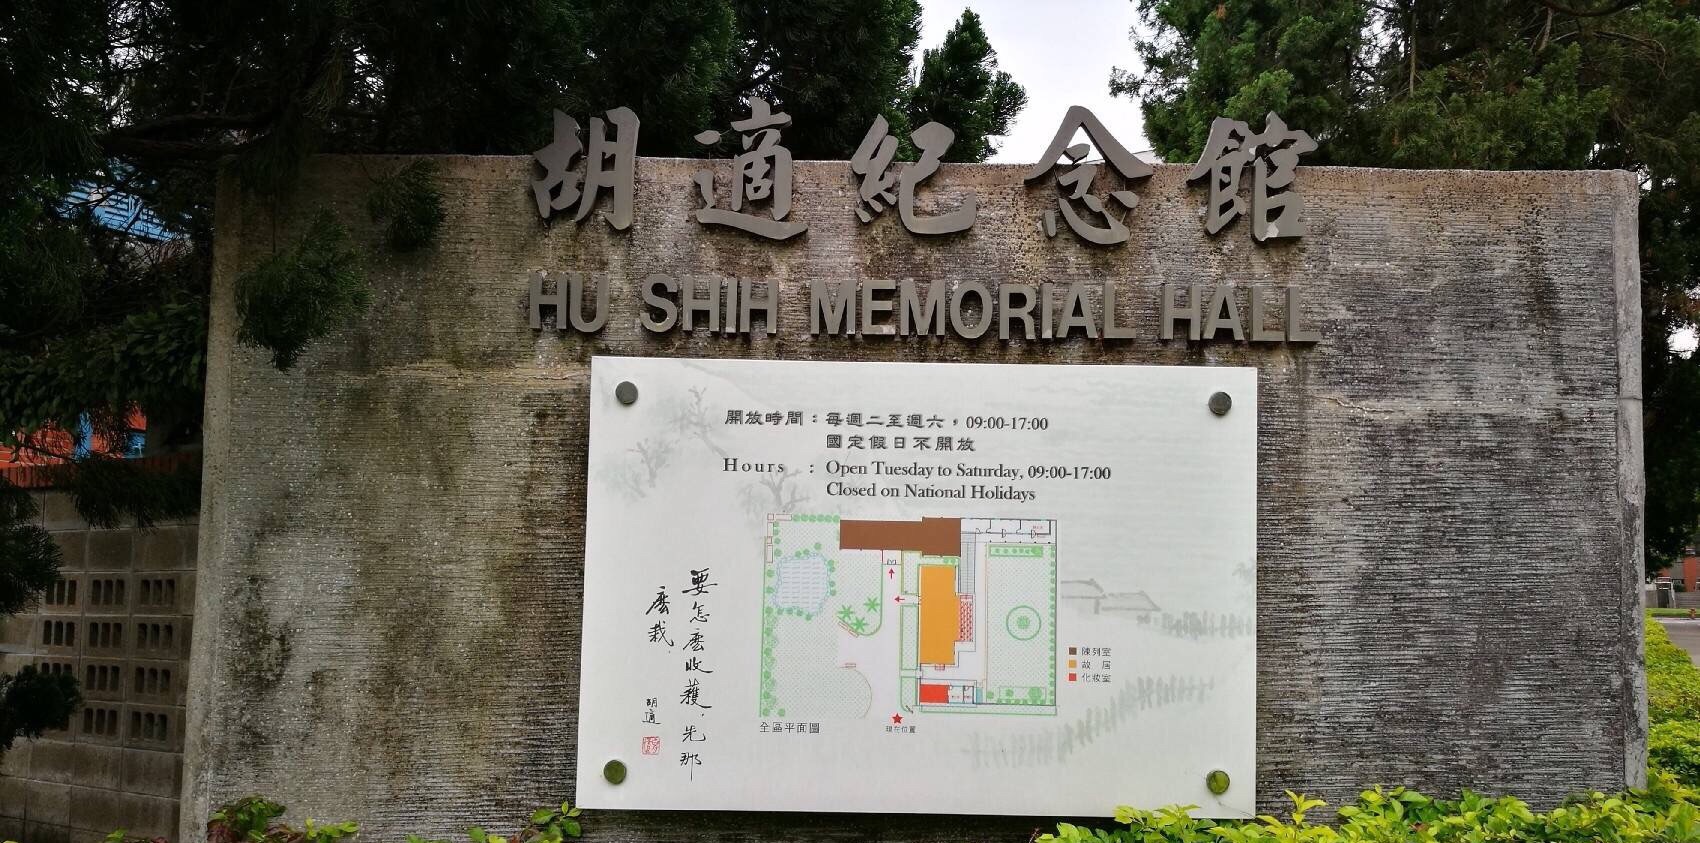 胡適紀念館
HU SHIH MEMORIAL HALL
開放時間：每週二至週六，09:00-17:00
國定假日不開放
Hours : Open Tuesday to Saturday, 09:00-17:00
Closed on National Holidays
要怎麼收穫，先那
麼栽．
胡適
陳列室
故居
化妝室
全區平面圖
現在位置